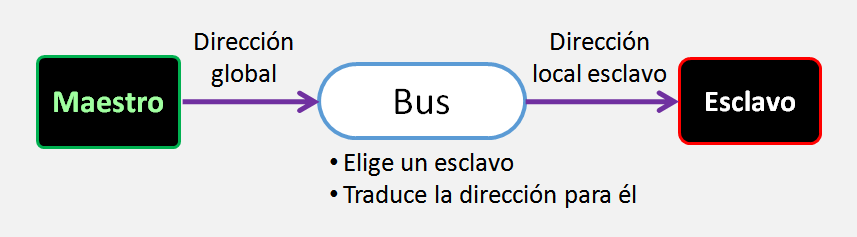 Dirección
global
Dirección
local esclavo
Maestro
Bus
Esclavo
• Elige un esclavo
• Traduce la dirección para él